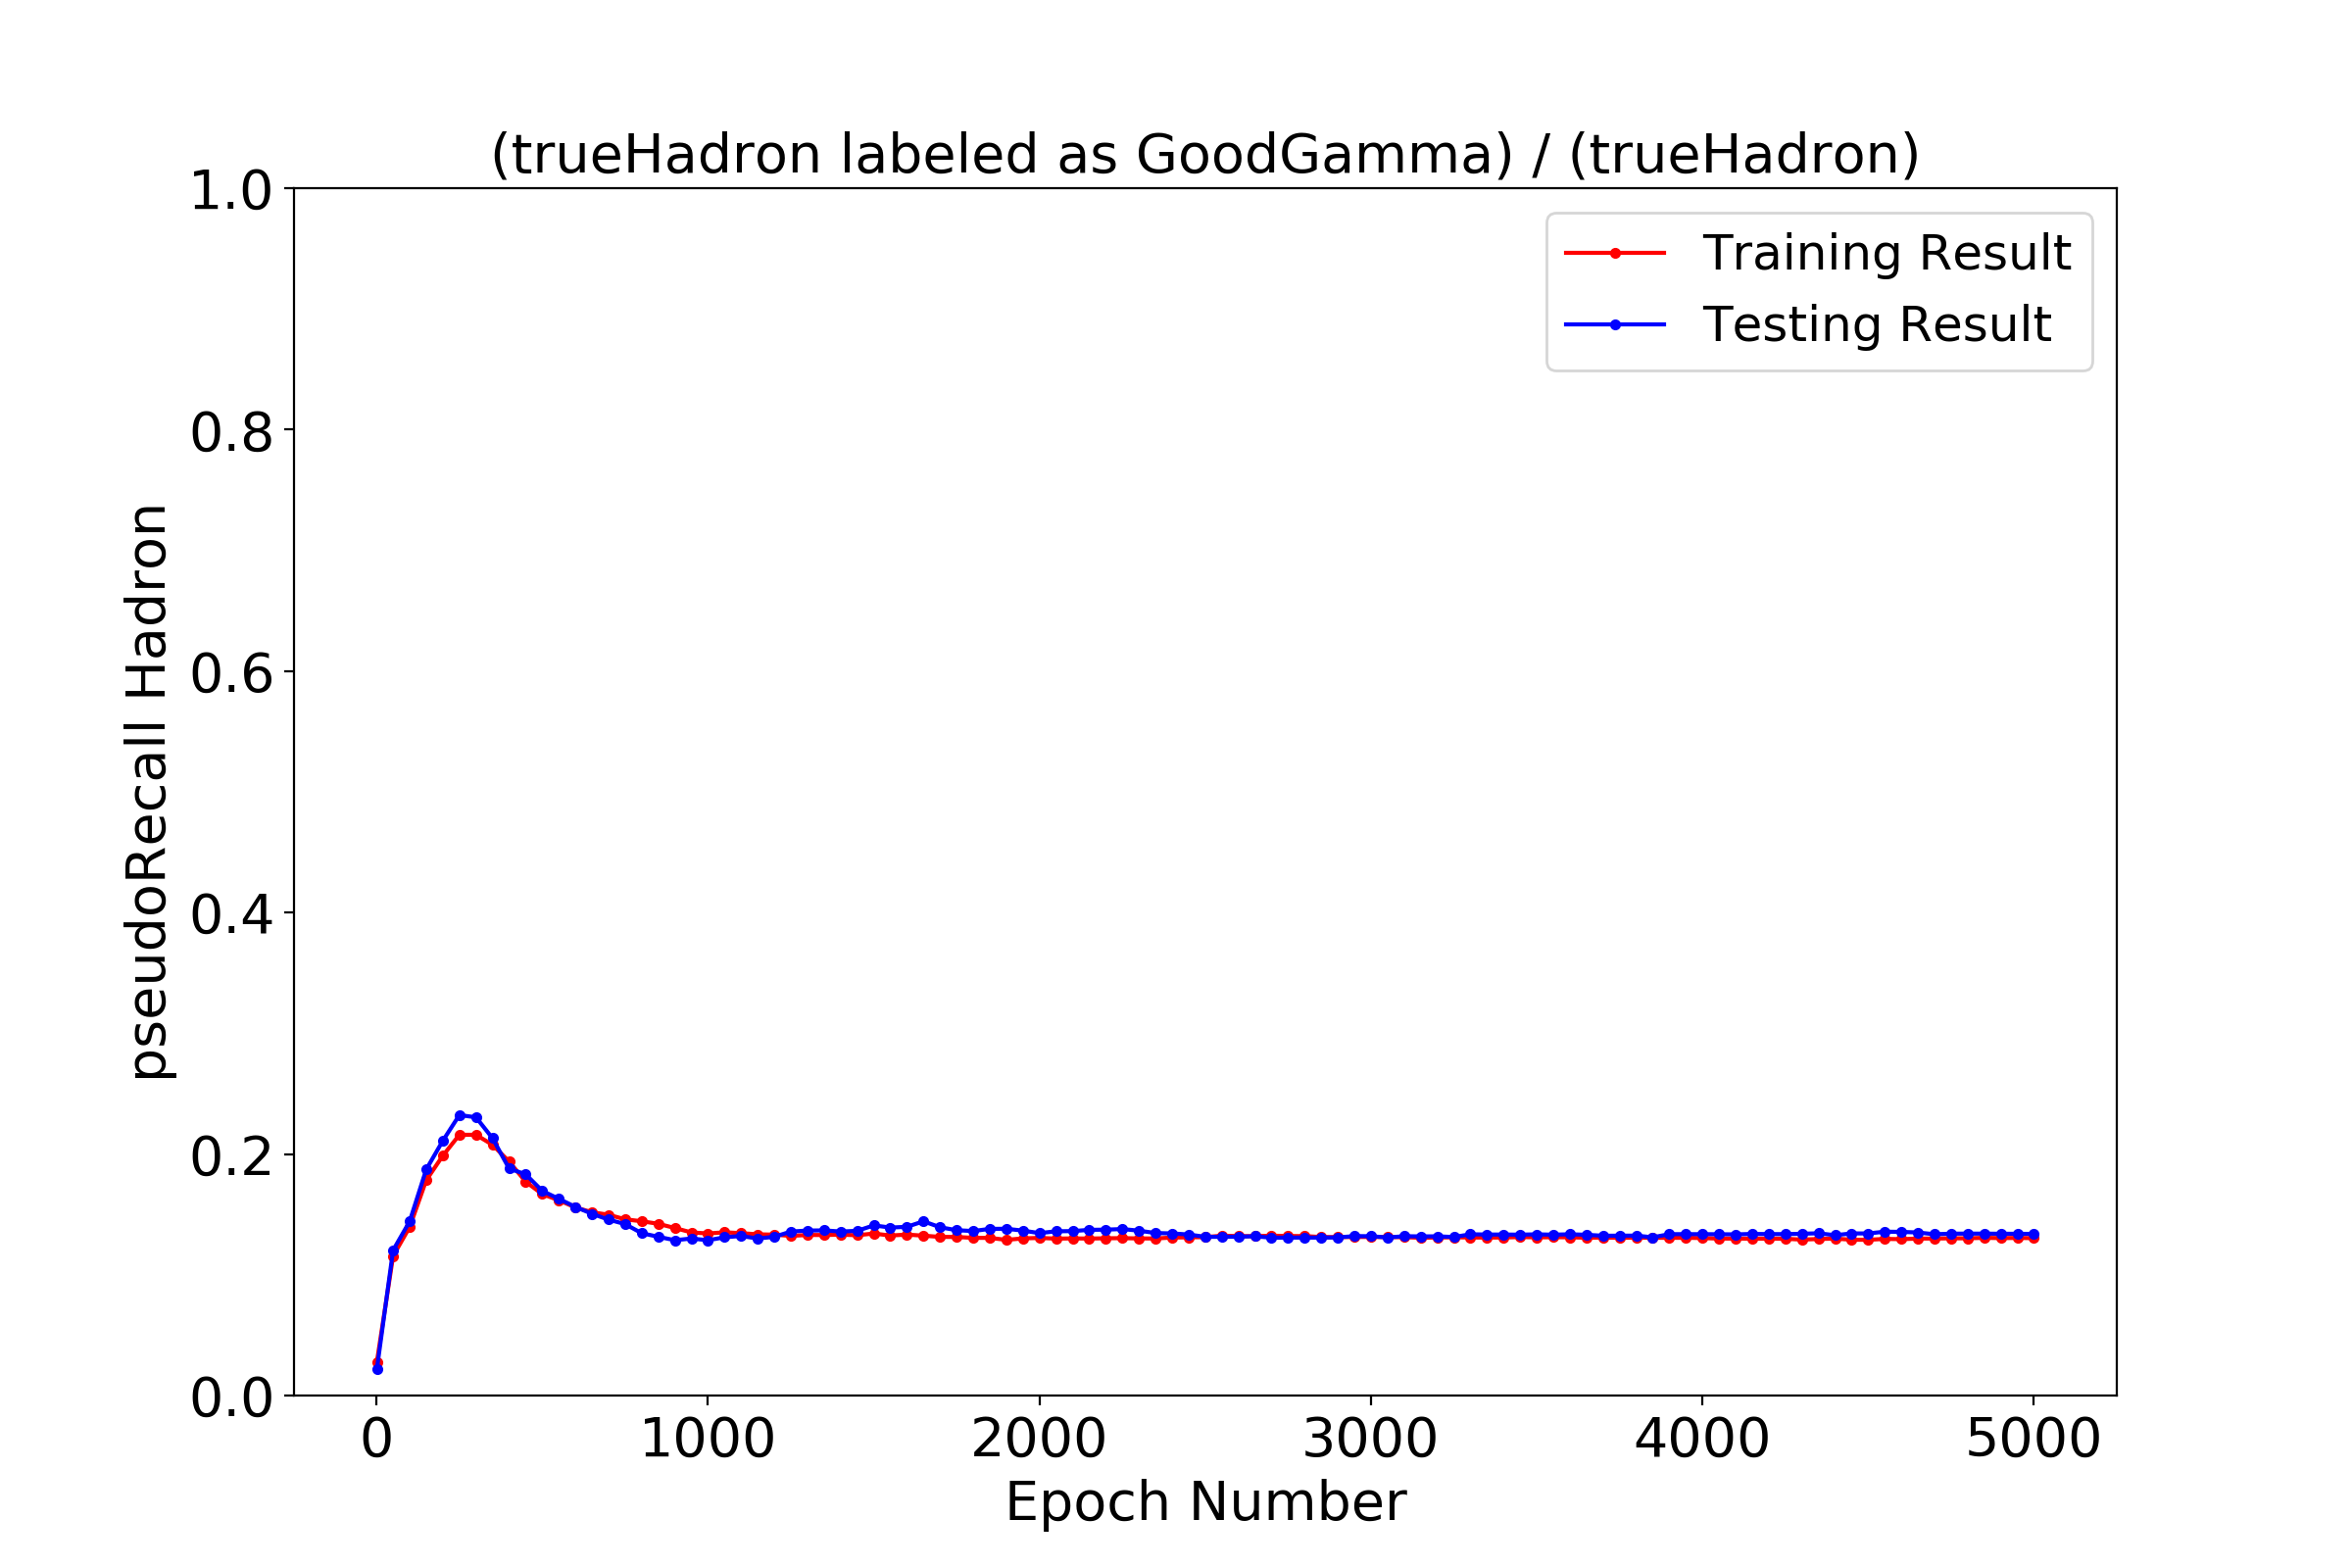 (trueHadron labeled as GoodGamma) / (trueHadron)
1.0
0.8
0.6
0.4
0.2
0.0
pseudoRecall Hadron
Training Result
Testing Result
0 1000 2000 3000 4000 5000
Epoch Number